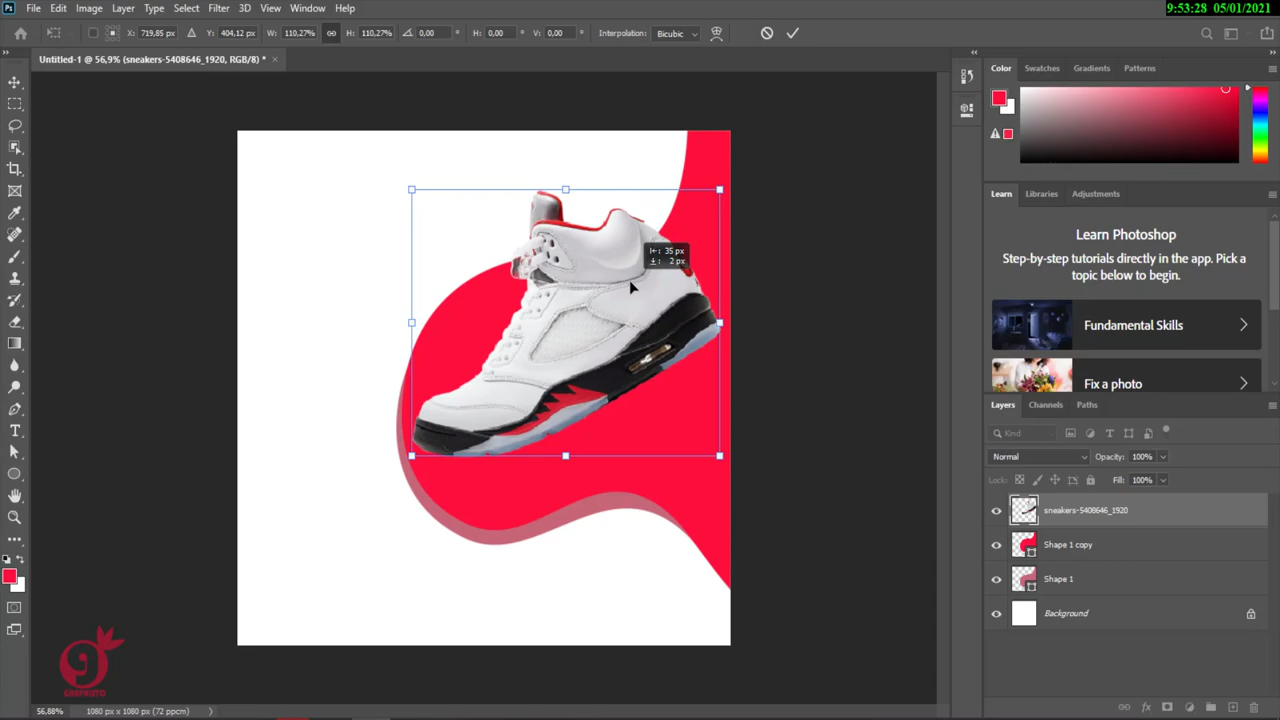 File Edit Image Layer Type Select Filter 3D View Window Help
9:53:28 05/01/2021
X: 719,85 px Y: 404,12 px W: 110,27% H: 110,27% 0,00 ° H: 0,00 ° V: 0,00 ° Interpolation: Bicubic
Untitled-1 @ 56,9% (sneakers-5408646_1920, RGB/8) * ×
Color Swatches Gradients Patterns
Learn Libraries Adjustments
Learn Photoshop
Step-by-step tutorials directly in the app. Pick a
topic below to begin.
Fundamental Skills
Fix a photo
35 px
2 px
Layers Channels Paths
Kind
Normal Opacity: 100%
Lock: Fill: 100%
sneakers-5408646_1920
Shape 1 copy
Shape 1
Background
GRAPHISTO
56,88% 1080 px x 1080 px (72 ppcm)